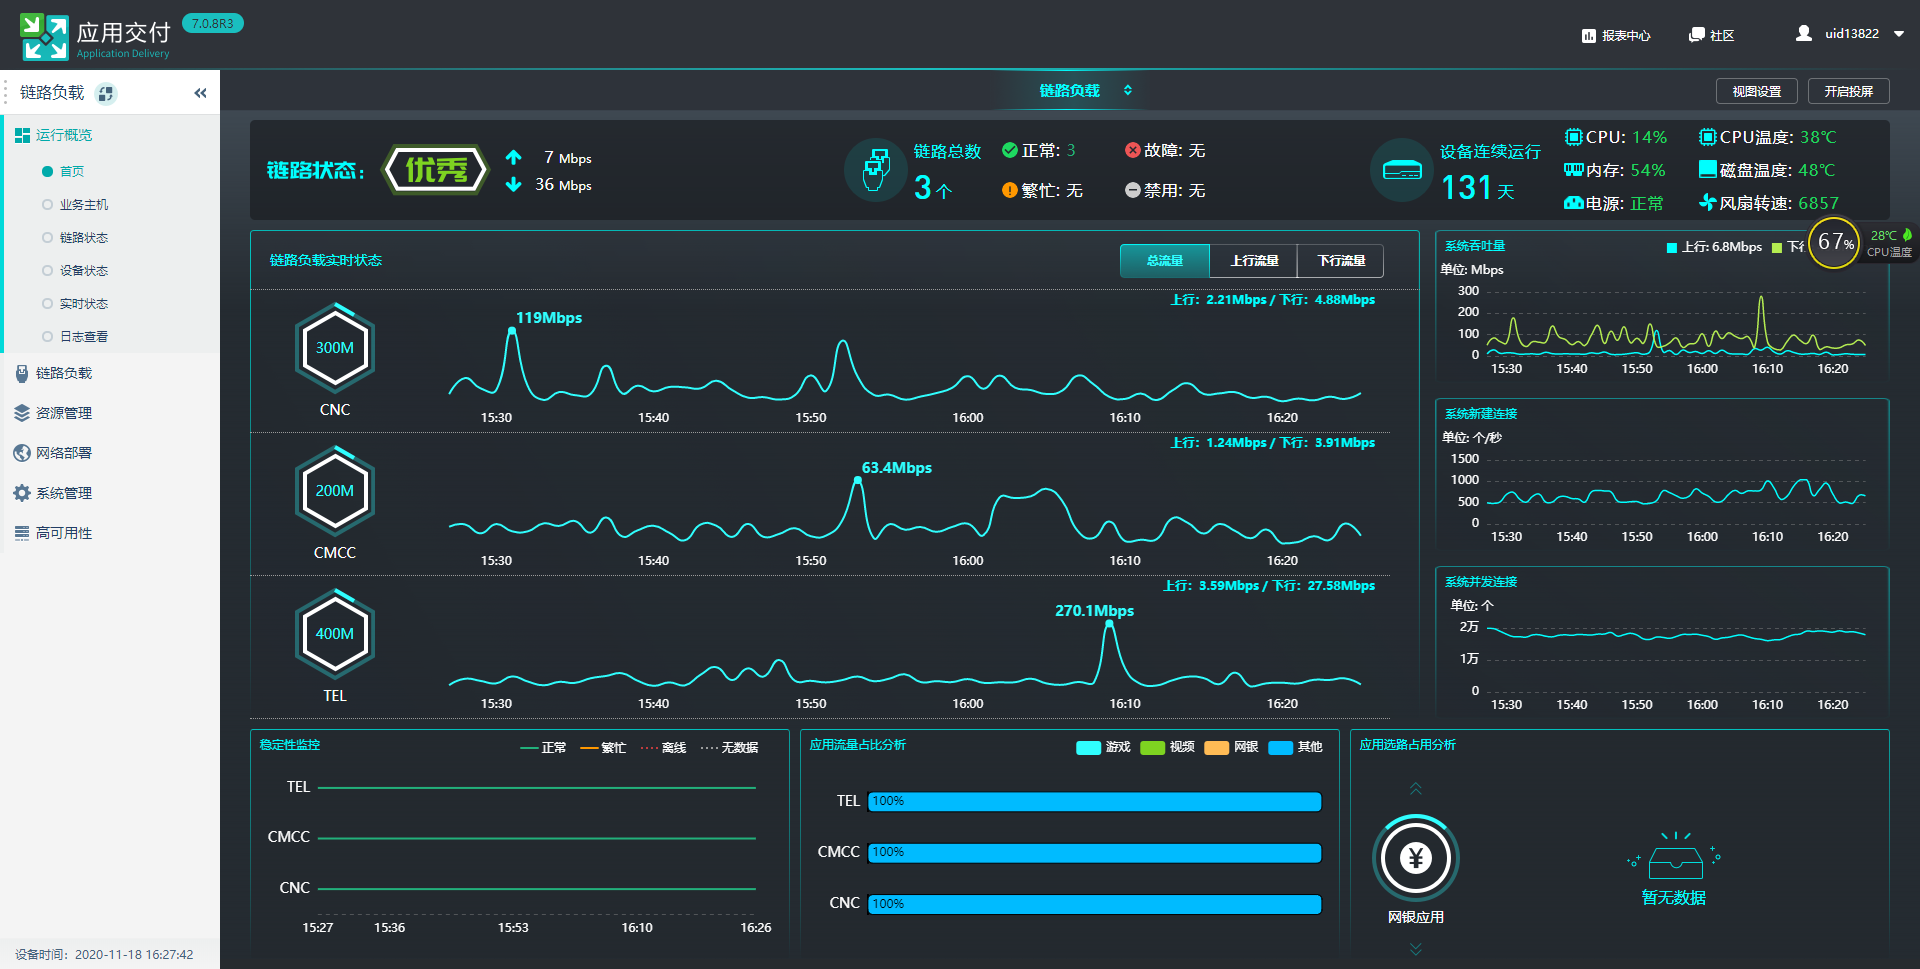 应用交付
7.0.8R3
Application Delivery
报表中心
社区
uid13822
链路负载
运行概览
首页
业务主机
链路状态
设备状态
实时状态
日志查看
链路负载
资源管理
网络部署
系统管理
高可用性
设备时间: 2020-11-18 16:27:42
链路负载
视图设置
开启投屏
链路状态:
优秀
7 Mbps
36 Mbps
链路总数
3 个
正常: 3
故障: 无
繁忙: 无
禁用: 无
设备连续运行
131 天
CPU: 14%
CPU温度: 38℃
内存: 54%
磁盘温度: 48℃
电源: 正常
风扇转速: 6857
67%
28℃
CPU温度
链路负载实时状态
总流量
上行流量
下行流量
上行: 2.21Mbps / 下行: 4.88Mbps
300M
CNC
119Mbps
15:30 15:40 15:50 16:00 16:10 16:20
上行: 1.24Mbps / 下行: 3.91Mbps
200M
CMCC
63.4Mbps
15:30 15:40 15:50 16:00 16:10 16:20
上行: 3.59Mbps / 下行: 27.58Mbps
400M
TEL
270.1Mbps
15:30 15:40 15:50 16:00 16:10 16:20
系统吞吐量
上行: 6.8Mbps
下行
单位: Mbps
300
200
100
0
15:30 15:40 15:50 16:00 16:10 16:20
系统新建连接
单位: 个/秒
1500
1000
500
0
15:30 15:40 15:50 16:00 16:10 16:20
系统并发连接
单位: 个
2万
1万
0
15:30 15:40 15:50 16:00 16:10 16:20
稳定性监控
正常 繁忙 离线 无数据
TEL
CMCC
CNC
15:27 15:36 15:53 16:10 16:26
应用流量占比分析
游戏 视频 网银 其他
TEL 100%
CMCC 100%
CNC 100%
应用选路占用分析
¥
网银应用
暂无数据